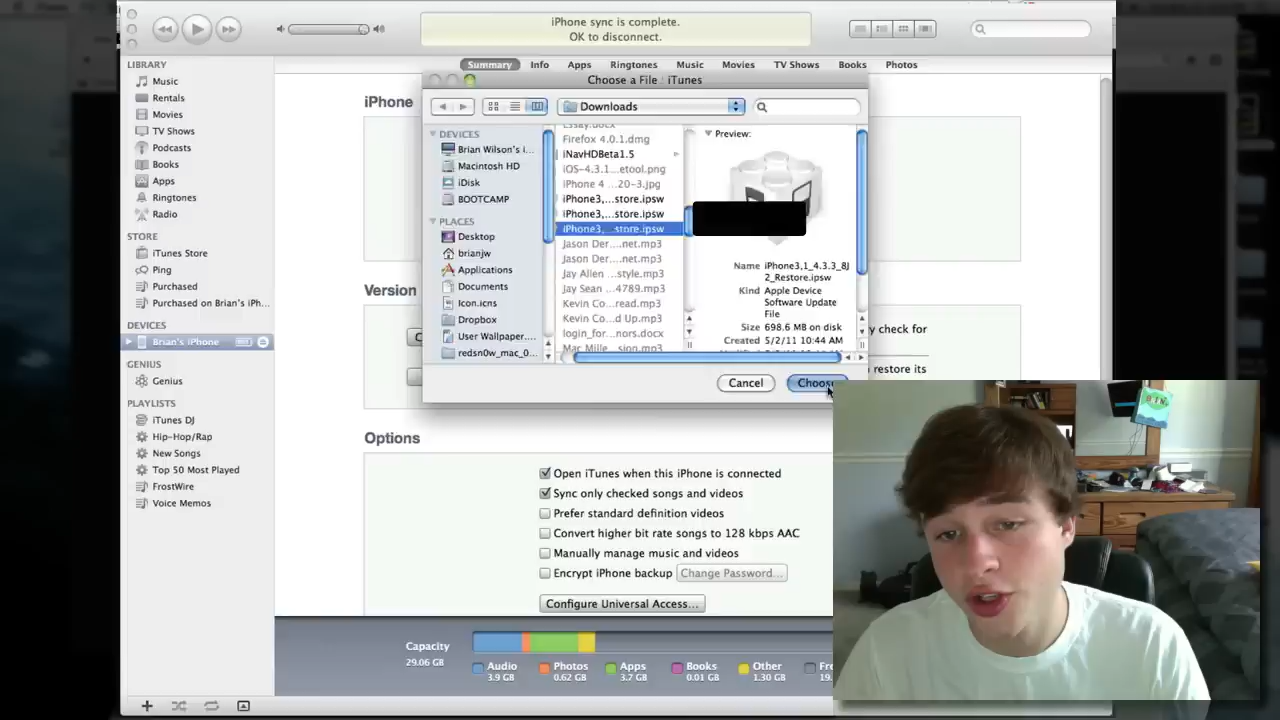 iPhone sync is complete.
OK to disconnect.
LIBRARY
Music
Rentals
Movies
TV Shows
Podcasts
Books
Apps
Ringtones
Radio
STORE
iTunes Store
Ping
Purchased
Purchased on Brian's iPh...
DEVICES
Brian's iPhone
GENIUS
Genius
PLAYLISTS
iTunes DJ
Hip-Hop/Rap
New Songs
Top 50 Most Played
FrostWire
Voice Memos
Summary Info Apps Ringtones Music Movies TV Shows Books Photos
iPhone
Version
Choose a File : iTunes
Downloads
DEVICES
Brian Wilson's i...
Macintosh HD
iDisk
BOOTCAMP
PLACES
Desktop
brianjw
Applications
Documents
Icon.icns
Dropbox
User Wallpaper....
redsn0w_mac_0...
Essay.docx
Firefox 4.0.1.dmg
iNavHDBeta1.5
iOS-4.3.1...etool.png
iPhone 4 ...20-3.jpg
iPhone3,...store.ipsw
iPhone3,...store.ipsw
iPhone3,...store.ipsw
Jason Der...net.mp3
Jason Der...net.mp3
Jay Allen ...style.mp3
Jay Sean ...4789.mp3
Kevin Co...read.mp3
Kevin Co...d Up.mp3
login_for...nors.docx
Mac Mille...sion.mp3
Preview:
Name iPhone3,1_4.3.3_8J
2_Restore.ipsw
Kind Apple Device
Software Update
File
Size 698.6 MB on disk
Created 5/2/11 10:44 AM
Cancel
Choos
y check for
restore its
Options
Open iTunes when this iPhone is connected
Sync only checked songs and videos
Prefer standard definition videos
Convert higher bit rate songs to 128 kbps AAC
Manually manage music and videos
Encrypt iPhone backup Change Password...
Configure Universal Access...
Capacity
29.06 GB
Audio
3.9 GB
Photos
0.62 GB
Apps
3.7 GB
Books
0.01 GB
Other
1.30 GB
Fre
19.